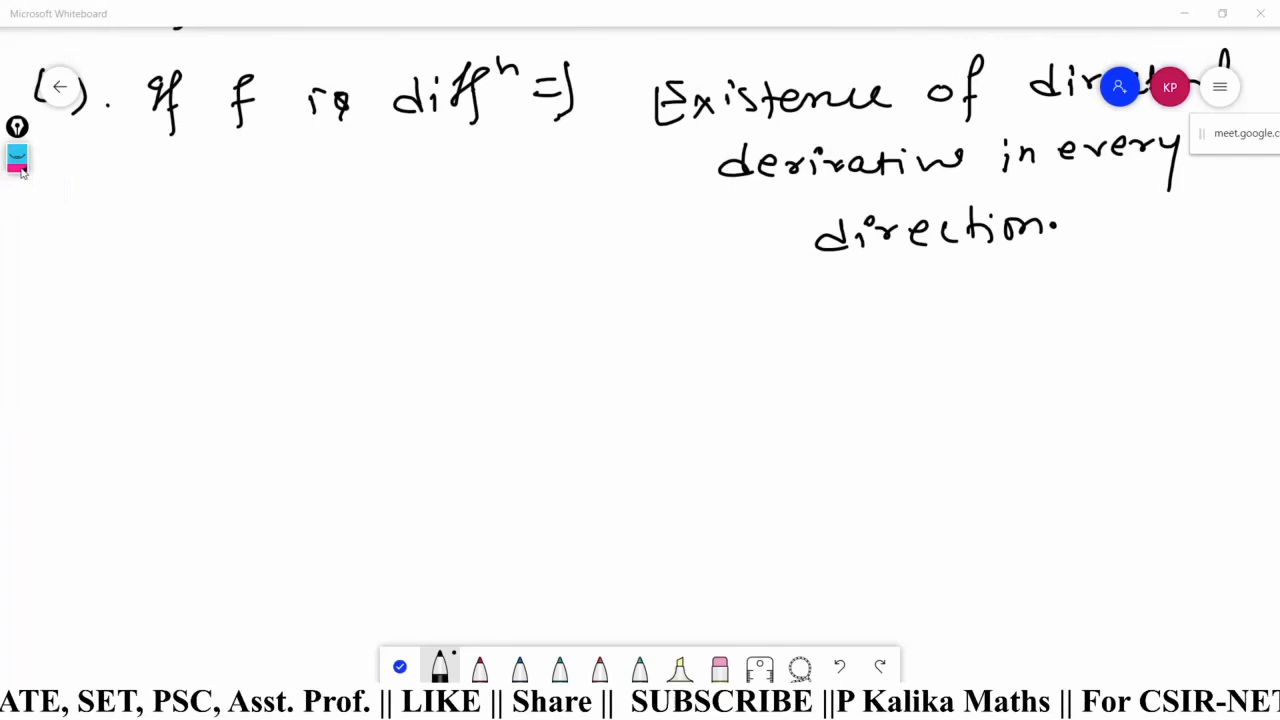 Microsoft Whiteboard
If f is diffⁿ => Existence of
KP
meet.google.c
derivative in every
direction.
ATE, SET, PSC, Asst. Prof. || LIKE || Share || SUBSCRIBE ||P Kalika Maths || For CSIR-NET